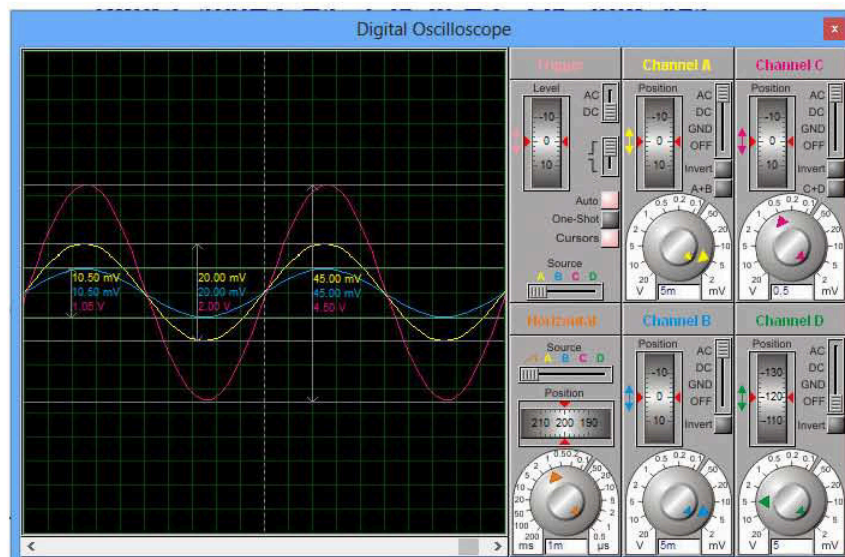 Digital Oscilloscope
x
Trigger
Level
AC
DC
-10
0
10
Auto
One-Shot
Cursors
Source
A B C D
Channel A
Position
AC
DC
GND
OFF
-10
0
10
Invert
A+B
V 5m mV
Channel C
Position
AC
DC
GND
OFF
-10
0
10
Invert
C+D
V 0,5 mV
10.50 mV
10.50 mV
1.05 V
20.00 mV
20.00 mV
2.00 V
45.00 mV
45.00 mV
4.50 V
Horizontal
Source
A B C D
Position
210 200 190
ms 1m µs
Channel B
Position
AC
DC
GND
OFF
-10
0
10
Invert
V 5m mV
Channel D
Position
AC
DC
GND
OFF
-130
-120
-110
Invert
V 5 mV